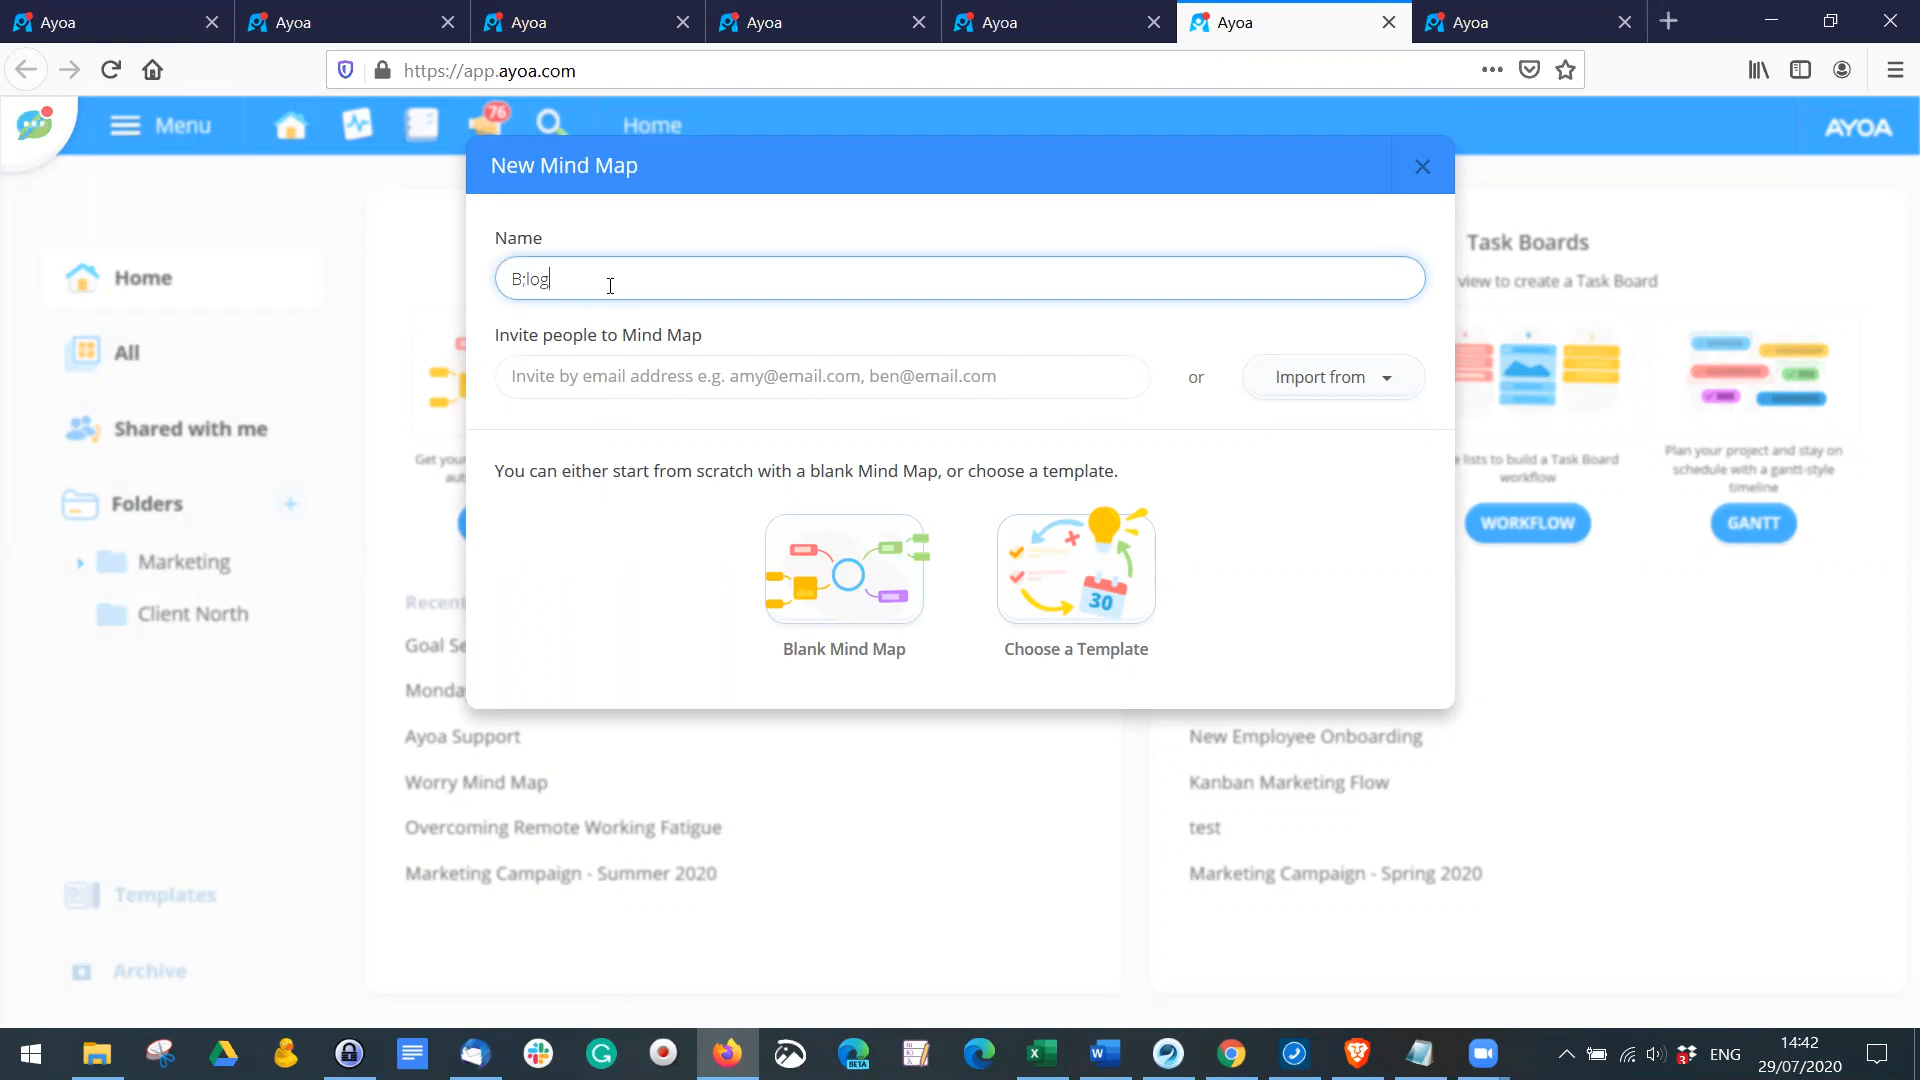 Ayoa
Ayoa
Ayoa
Ayoa
Ayoa
Ayoa
Ayoa
https://app.ayoa.com
Menu
76
Home
AYOA
New Mind Map
Name
B;log
Invite people to Mind Map
Invite by email address e.g. amy@email.com, ben@email.com
or
Import from
You can either start from scratch with a blank Mind Map, or choose a template.
30
Blank Mind Map
Choose a Template
Home
All
Shared with me
Folders
Marketing
Client North
Templates
Archive
Get your
Recent
Goal Se
Monda
Ayoa Support
Worry Mind Map
Overcoming Remote Working Fatigue
Marketing Campaign - Summer 2020
Task Boards
view to create a Task Board
e lists to build a Task Board
workflow
WORKFLOW
Plan your project and stay on
schedule with a gantt-style
timeline
GANTT
New Employee Onboarding
Kanban Marketing Flow
test
Marketing Campaign - Spring 2020
BETA
ENG
14:42
29/07/2020